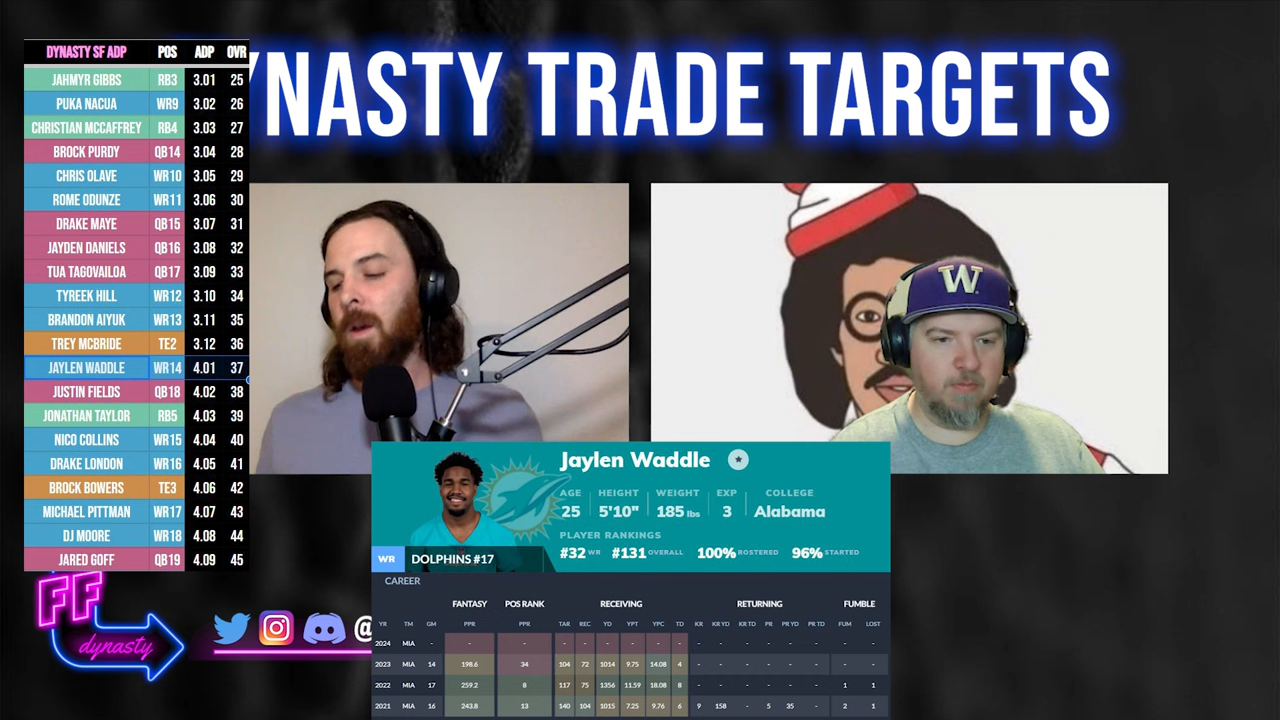 DYNASTY SF ADP POS ADP OVR
JAHMYR GIBBS RB3 3.01 25
PUKA NACUA WR9 3.02 26
CHRISTIAN MCCAFFREY RB4 3.03 27
BROCK PURDY QB14 3.04 28
CHRIS OLAVE WR10 3.05 29
ROME ODUNZE WR11 3.06 30
DRAKE MAYE QB15 3.07 31
JAYDEN DANIELS QB16 3.08 32
TUA TAGOVAILOA QB17 3.09 33
TYREEK HILL WR12 3.10 34
BRANDON AIYUK WR13 3.11 35
TREY MCBRIDE TE2 3.12 36
JAYLEN WADDLE WR14 4.01 37
JUSTIN FIELDS QB18 4.02 38
JONATHAN TAYLOR RB5 4.03 39
NICO COLLINS WR15 4.04 40
DRAKE LONDON WR16 4.05 41
BROCK BOWERS TE3 4.06 42
MICHAEL PITTMAN WR17 4.07 43
DJ MOORE WR18 4.08 44
JARED GOFF QB19 4.09 45
YNASTY TRADE TARGETS
W
FF
dynasty
@
Jaylen Waddle
AGE HEIGHT WEIGHT EXP COLLEGE
25 5'10" 185 lbs 3 Alabama
PLAYER RANKINGS
#32 WR #131 OVERALL 100% ROSTERED 96% STARTED
WR DOLPHINS #17
CAREER
FANTASY POS RANK RECEIVING RETURNING FUMBLE
YR TM GM PPR PPR TAR REC YD YPT YPC TD KR KR YD KR TD PR PR YD PR TD FUM LOST
2024 MIA - - - - - - - - - - - - - - - - -
2023 MIA 14 198.6 34 104 72 1014 9.75 14.08 4 - - - - - - - -
2022 MIA 17 259.2 8 117 75 1356 11.59 18.08 8 - - - - - - 1 1
2021 MIA 16 243.8 13 140 104 1015 7.25 9.76 6 9 158 - 5 35 - 2 1